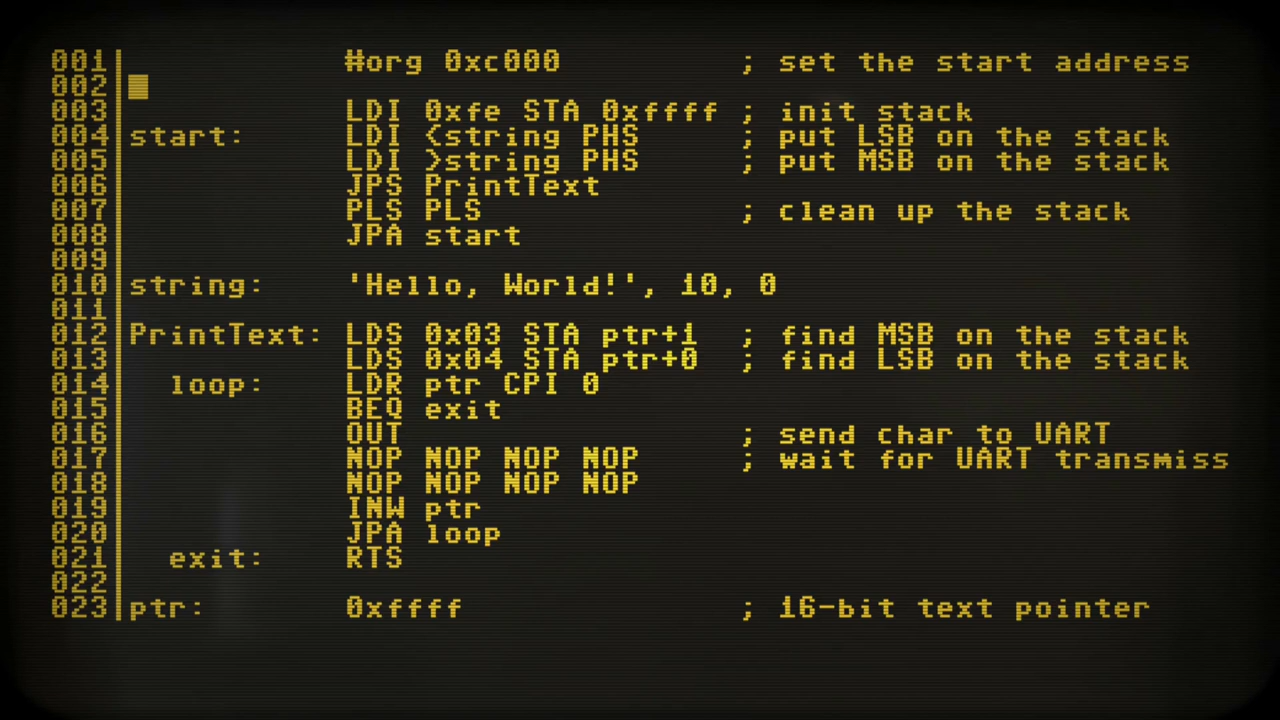 001                     #org 0xc000         ; set the start address
002
003                     LDI 0xfe STA 0xffff ; init stack
004 start:              LDI <string PHS     ; put LSB on the stack
005                     LDI >string PHS     ; put MSB on the stack
006                     JPS PrintText
007                     PLS PLS             ; clean up the stack
008                     JPA start
009
010 string:             'Hello, World!', 10, 0
011
012 PrintText:          LDS 0x03 STA ptr+1  ; find MSB on the stack
013                     LDS 0x04 STA ptr+0  ; find LSB on the stack
014   loop:             LDR ptr CPI 0
015                     BEQ exit
016                     OUT                 ; send char to UART
017                     NOP NOP NOP NOP     ; wait for UART transmiss
018                     NOP NOP NOP NOP
019                     INW ptr
020                     JPA loop
021   exit:             RTS
022
023 ptr:                0xffff              ; 16-bit text pointer